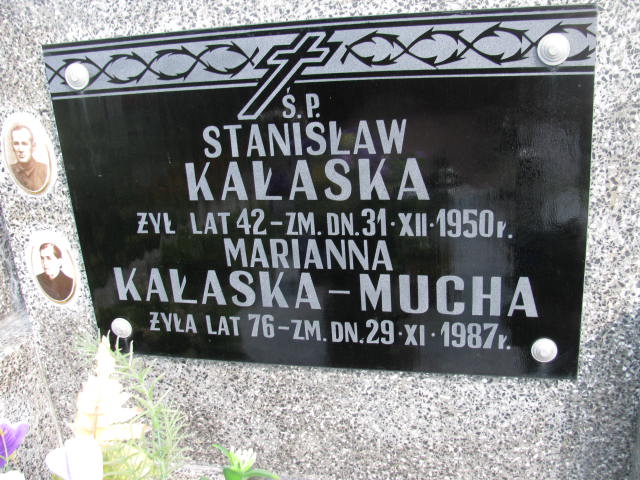 Ś.P.
STANISŁAW
KAŁASKA
ŻYŁ LAT 42 - ZM. DN. 31 · XII · 1950 r.
MARIANNA
KAŁASKA - MUCHA
ŻYŁA LAT 76 - ZM. DN. 29 · XI · 1987 r.